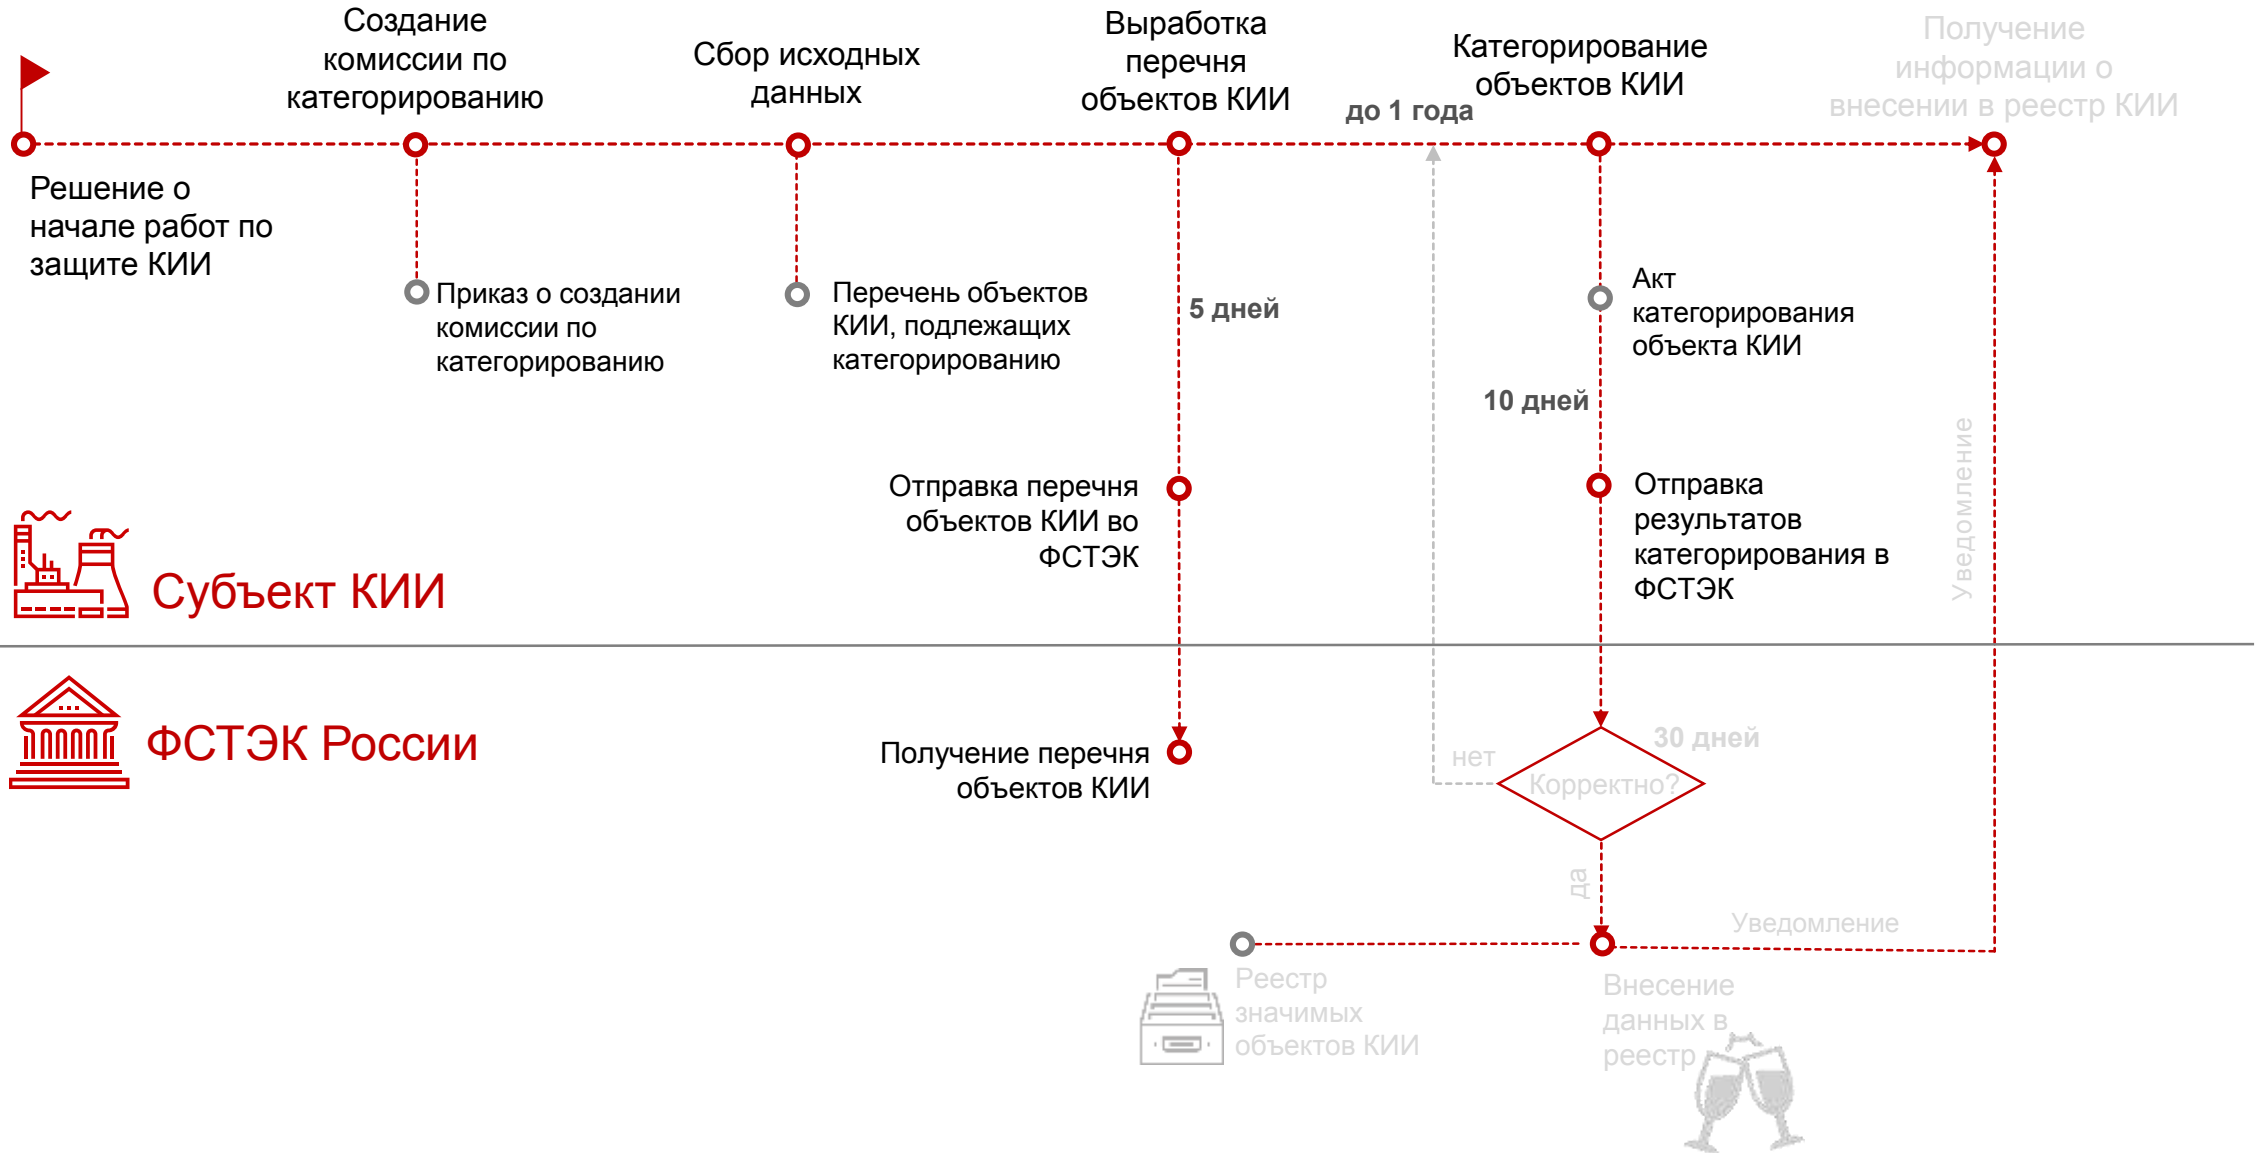 Создание
комиссии по
категорированию
Сбор исходных
данных
Выработка
перечня
объектов КИИ
до 1 года
Категорирование
объектов КИИ
Получение
информации о
внесении в реестр КИИ
Решение о
начале работ по
защите КИИ
Приказ о создании
комиссии по
категорированию
Перечень объектов
КИИ, подлежащих
категорированию
5 дней
Акт
категорирования
объекта КИИ
10 дней
Отправка перечня
объектов КИИ во
ФСТЭК
Отправка
результатов
категорирования в
ФСТЭК
Уведомление
Субъект КИИ
ФСТЭК России
Получение перечня
объектов КИИ
нет
30 дней
Корректно?
да
Уведомление
Реестр
значимых
объектов КИИ
Внесение
данных в
реестр